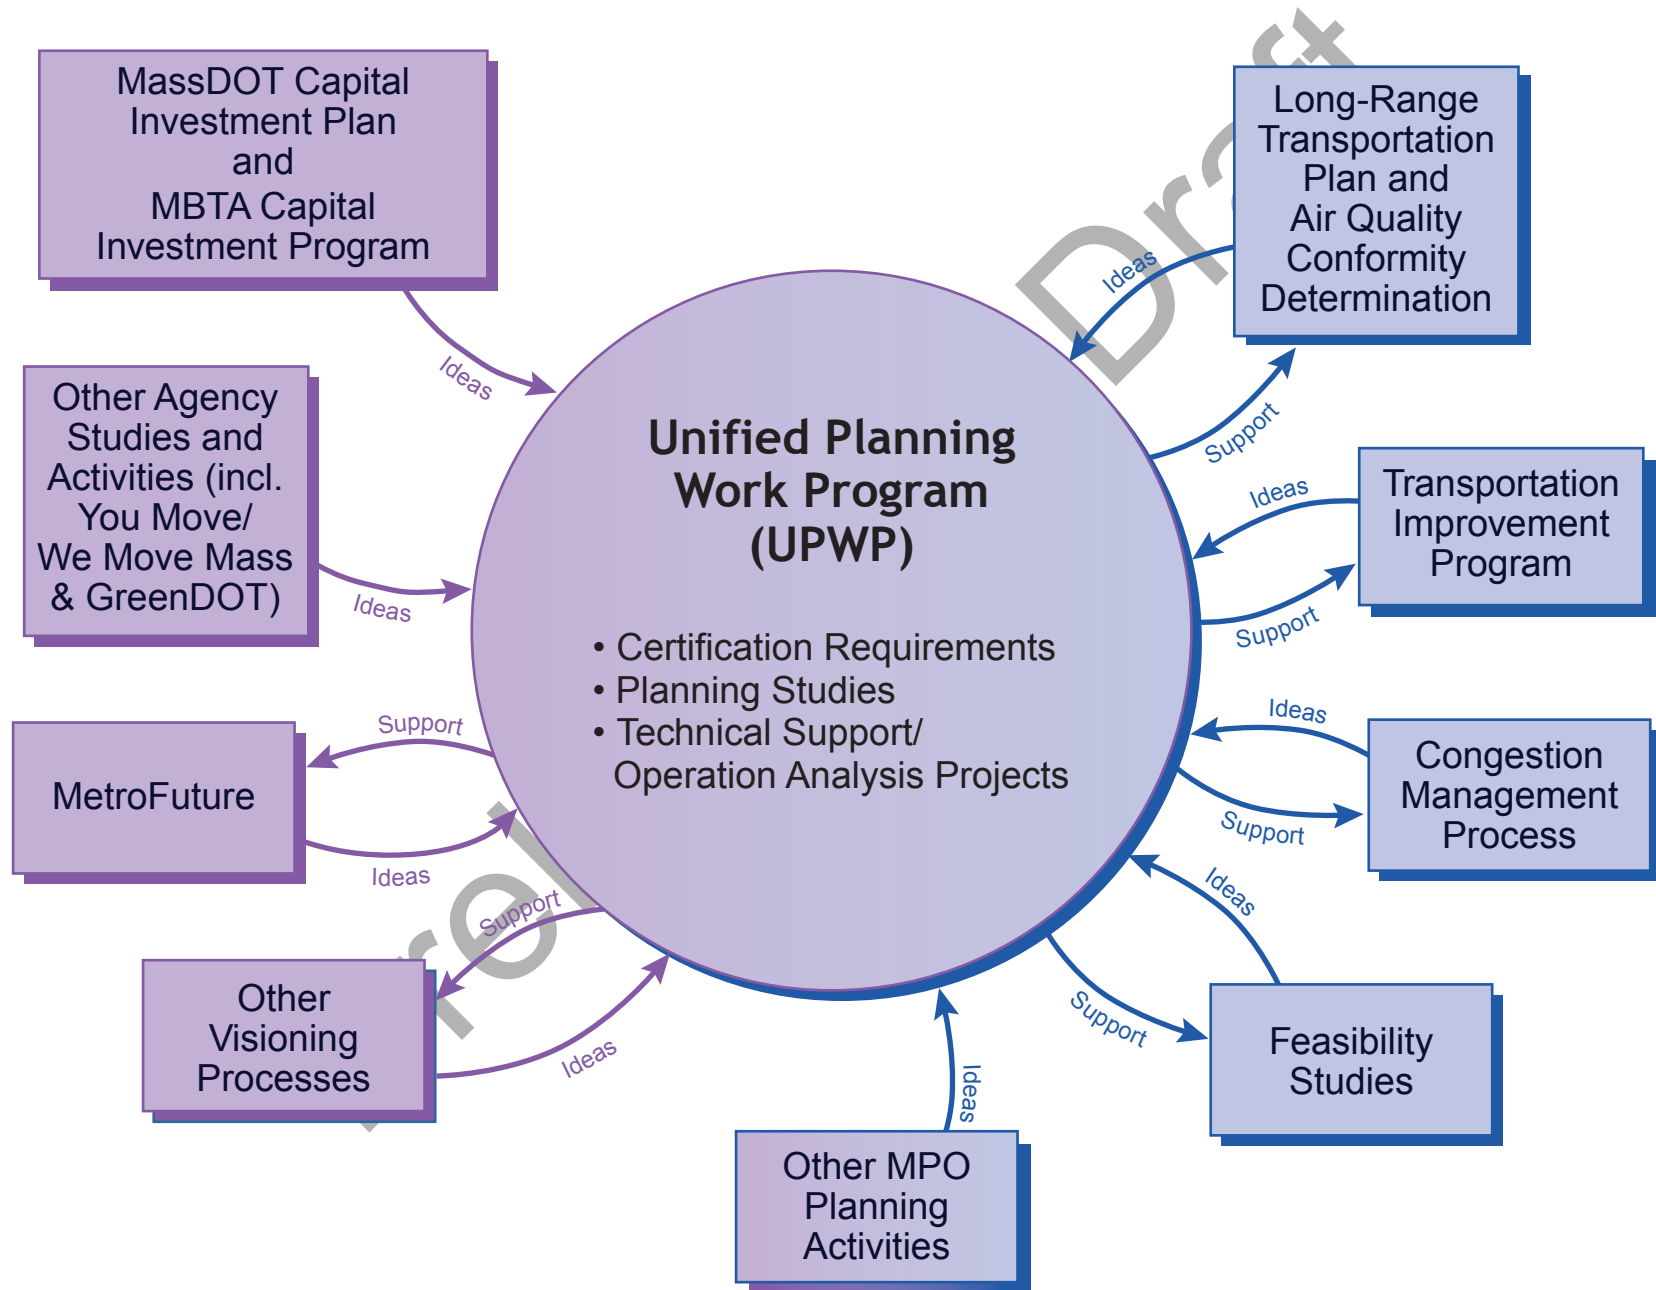 MassDOT Capital
Investment Plan
and
MBTA Capital
Investment Program
Ideas
Other Agency
Studies and
Activities (incl.
You Move/
We Move Mass
& GreenDOT)
Ideas
MetroFuture
Support
Ideas
Other
Visioning
Processes
Support
Ideas
Unified Planning
Work Program
(UPWP)
• Certification Requirements
• Planning Studies
• Technical Support/
Operation Analysis Projects
Other MPO
Planning
Activities
Ideas
Long-Range
Transportation
Plan and
Air Quality
Conformity
Determination
Ideas
Support
Transportation
Improvement
Program
Ideas
Support
Congestion
Management
Process
Ideas
Support
Feasibility
Studies
Ideas
Support
Draft